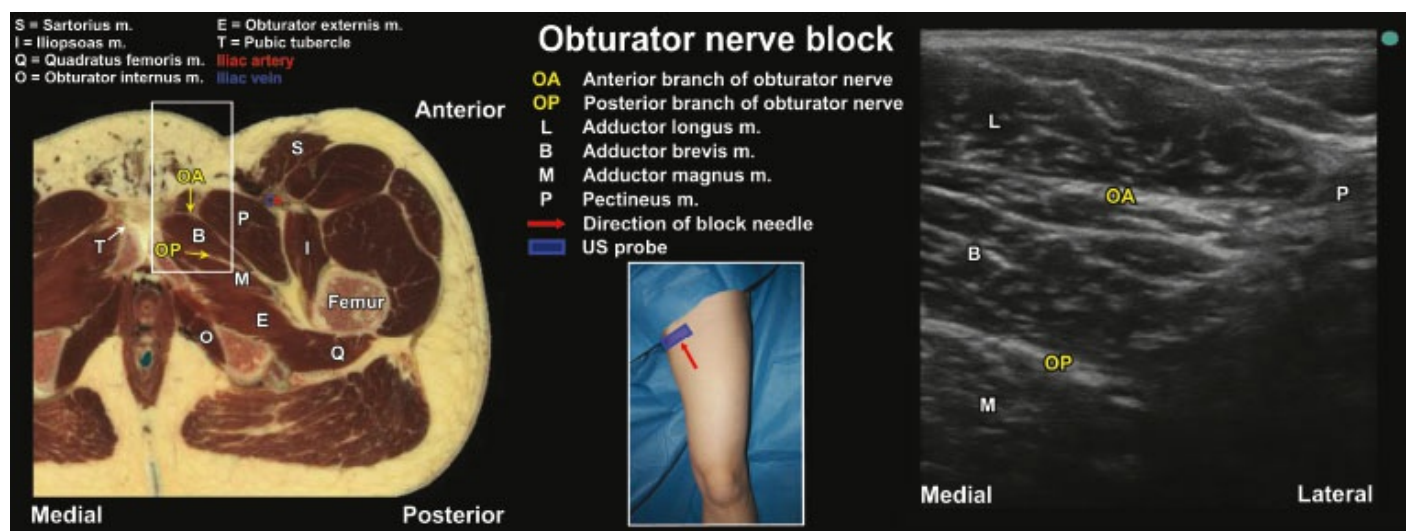 S = Sartorius m.
I = Iliopsoas m.
Q = Quadratus femoris m.
O = Obturator internus m.
E = Obturator externis m.
T = Pubic tubercle
Iliac artery
Iliac vein
Anterior
S
OA
P
B
T
OP
I
M
Femur
E
O
Q
Medial
Posterior
Obturator nerve block
OA Anterior branch of obturator nerve
OP Posterior branch of obturator nerve
L Adductor longus m.
B Adductor brevis m.
M Adductor magnus m.
P Pectineus m.
Direction of block needle
US probe
L
OA
P
B
OP
M
Medial
Lateral